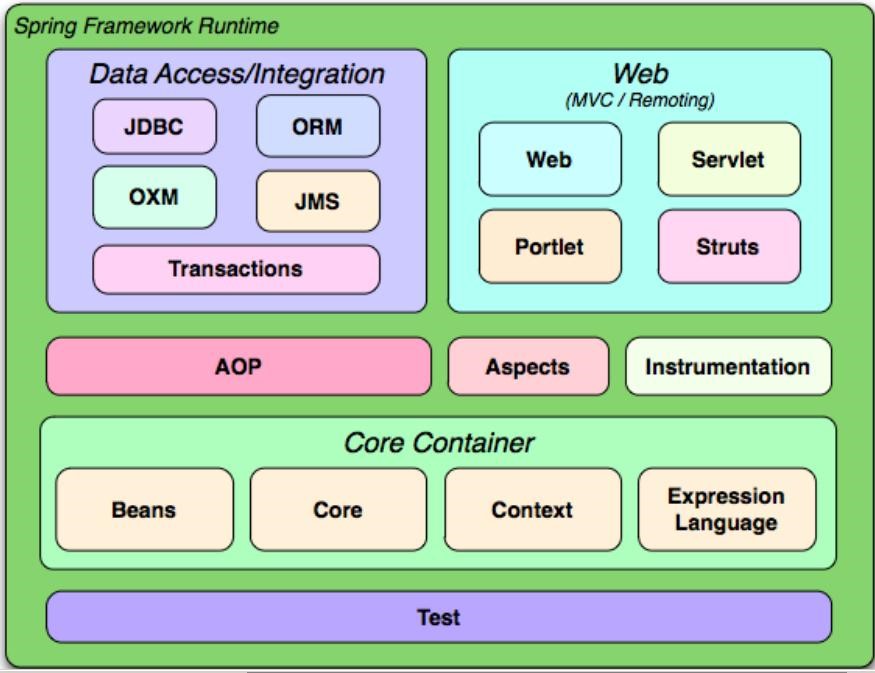 Spring Framework Runtime
Data Access/Integration
JDBC
ORM
OXM
JMS
Transactions
Web
(MVC / Remoting)
Web
Servlet
Portlet
Struts
AOP
Aspects
Instrumentation
Core Container
Beans
Core
Context
Expression
Language
Test